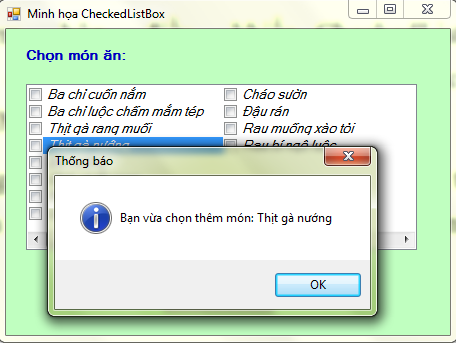 Minh họa CheckedListBox
Chọn món ăn:
Ba chỉ cuốn nấm
Ba chỉ luộc chấm mắm tép
Thịt gà rang muối
Thịt gà nướng
Cháo sườn
Đậu rán
Rau muống xào tỏi
Rau bí ngô luộc
Thông báo
Bạn vừa chọn thêm món: Thịt gà nướng
OK